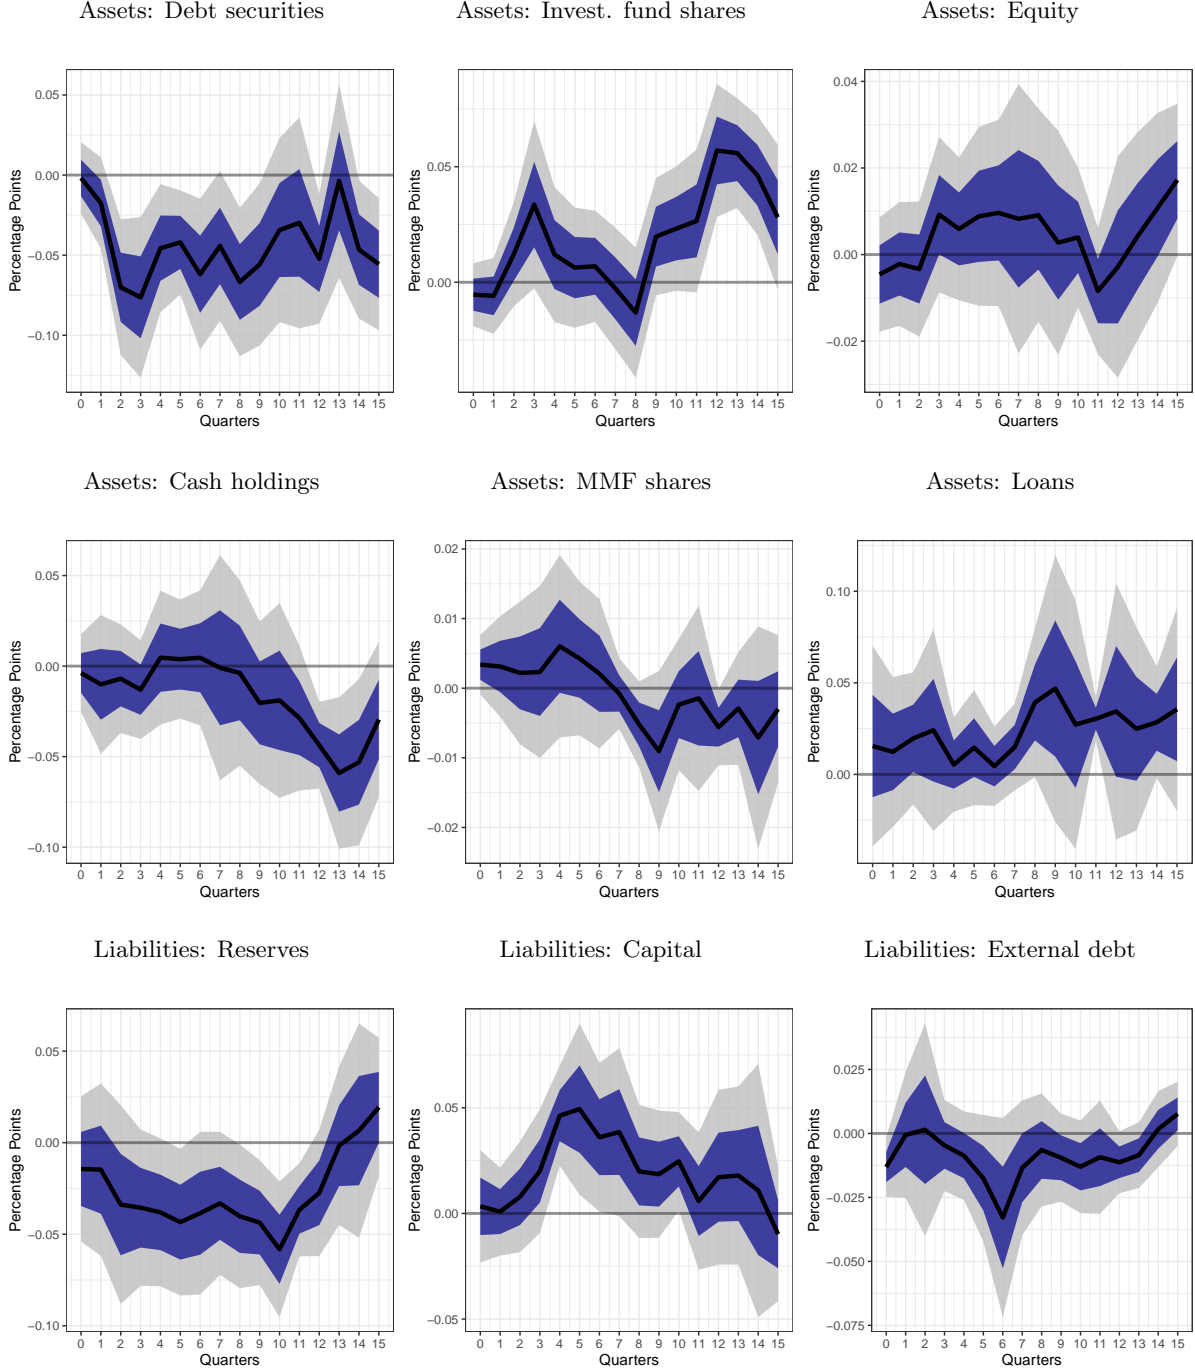 Assets: Debt securities
Assets: Invest. fund shares
Assets: Equity
Percentage Points
0.05
0.00
−0.05
−0.10
0 1 2 3 4 5 6 7 8 9 10 11 12 13 14 15
Quarters
Percentage Points
0.05
0.00
0 1 2 3 4 5 6 7 8 9 10 11 12 13 14 15
Quarters
Percentage Points
0.04
0.02
0.00
−0.02
0 1 2 3 4 5 6 7 8 9 10 11 12 13 14 15
Quarters
Assets: Cash holdings
Assets: MMF shares
Assets: Loans
Percentage Points
0.05
0.00
−0.05
−0.10
0 1 2 3 4 5 6 7 8 9 10 11 12 13 14 15
Quarters
Percentage Points
0.02
0.01
0.00
−0.01
−0.02
0 1 2 3 4 5 6 7 8 9 10 11 12 13 14 15
Quarters
Percentage Points
0.10
0.05
0.00
0 1 2 3 4 5 6 7 8 9 10 11 12 13 14 15
Quarters
Liabilities: Reserves
Liabilities: Capital
Liabilities: External debt
Percentage Points
0.05
0.00
−0.05
−0.10
0 1 2 3 4 5 6 7 8 9 10 11 12 13 14 15
Quarters
Percentage Points
0.05
0.00
−0.05
0 1 2 3 4 5 6 7 8 9 10 11 12 13 14 15
Quarters
Percentage Points
0.025
0.000
−0.025
−0.050
−0.075
0 1 2 3 4 5 6 7 8 9 10 11 12 13 14 15
Quarters